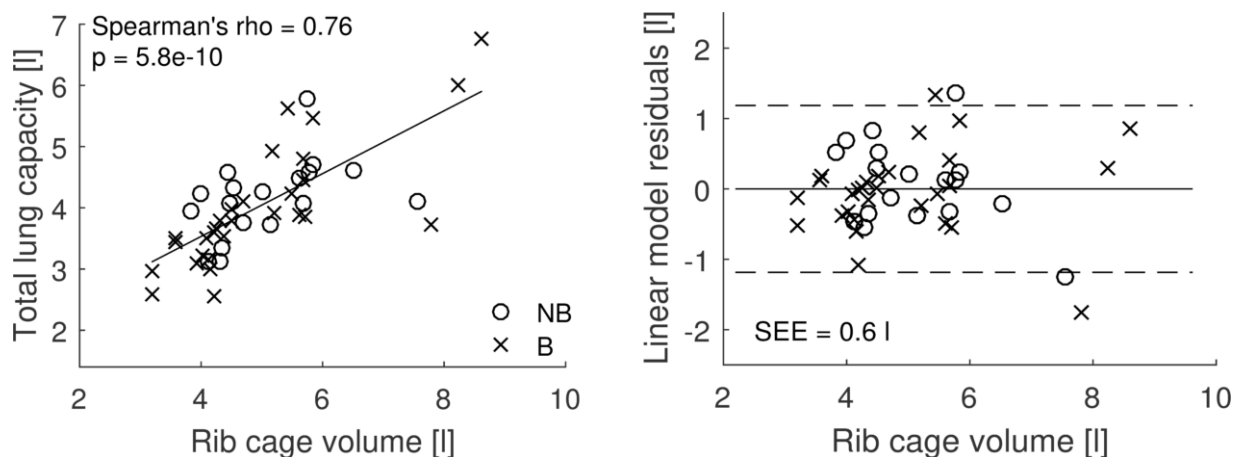 Spearman's rho = 0.76
p = 5.8e-10
Total lung capacity [l]
7
6
5
4
3
2
NB
B
2
4
6
8
10
Rib cage volume [l]
Linear model residuals [l]
2
1
0
-1
-2
SEE = 0.6 l
2
4
6
8
10
Rib cage volume [l]